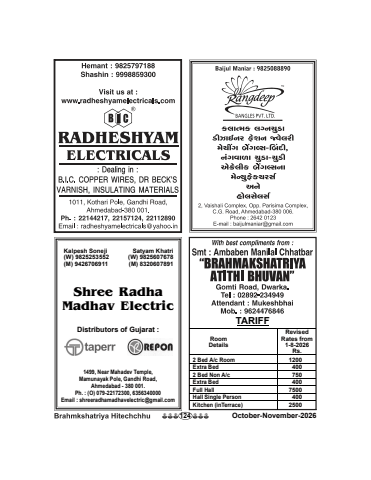 Hemant : 9825797188
Shashin : 9998859300
Visit us at :
www.radheshyamelectricals.com
BIC
RADHESHYAM
ELECTRICALS
: Dealing in :
B.I.C. COPPER WIRES, DR BECK'S
VARNISH, INSULATING MATERIALS
1011, Kothari Pole, Gandhi Road,
Ahmedabad-380 001,
Ph. : 22144217, 22157124, 22112890
Email : radheshyamelectricals@yahoo.in
Baijul Maniar : 9825088890
Rangdeep
BANGLES PVT. LTD.
કલાત્મક લગ્નચુડા
ડીઝાઈનર ફેશન જ્વેલરી
મેચીંગ બેંગલ્સ-બિંદી,
નંગવાળા ચુડા-ચુડી
એક્રેલીક બેંગલ્સના
મેન્યુફેક્ચરર્સ
અને
હોલસેલર્સ
2, Vaishali Complex, Opp. Parisima Complex,
C.G. Road, Ahmedabad-380 006.
Phone : 2642 0123
E-mail : baijulmaniar@gmail.com
Kalpesh Soneji
(W) 9825253552
(M) 9426706911
Satyam Khatri
(W) 9825607678
(M) 8320697891
Shree Radha
Madhav Electric
Distributors of Gujarat :
taperr
REPON
1499, Near Mahadev Temple,
Mamunayak Pole, Gandhi Road,
Ahmedabad - 380 001.
Ph. : (O) 079-22172300, 6356340000
Email : shreeradhamadhavelectric@gmail.com
With best compliments from :
Smt : Ambaben Manilal Chhatbar
"BRAHMAKSHATRIYA
ATITHI BHUVAN"
Gomti Road, Dwarka.
Tel : 02892-234949
Attendant : Mukeshbhai
Mob. : 9624476846
TARIFF
Room
Details
Revised
Rates from
1-8-2026
Rs.
2 Bed A/c Room 1200
Extra Bed 400
2 Bed Non A/c 750
Extra Bed 400
Full Hall 7500
Hall Single Person 400
Kitchen (inTerrace) 2500
Brahmkshatriya Hitechchhu 124 October-November-2026